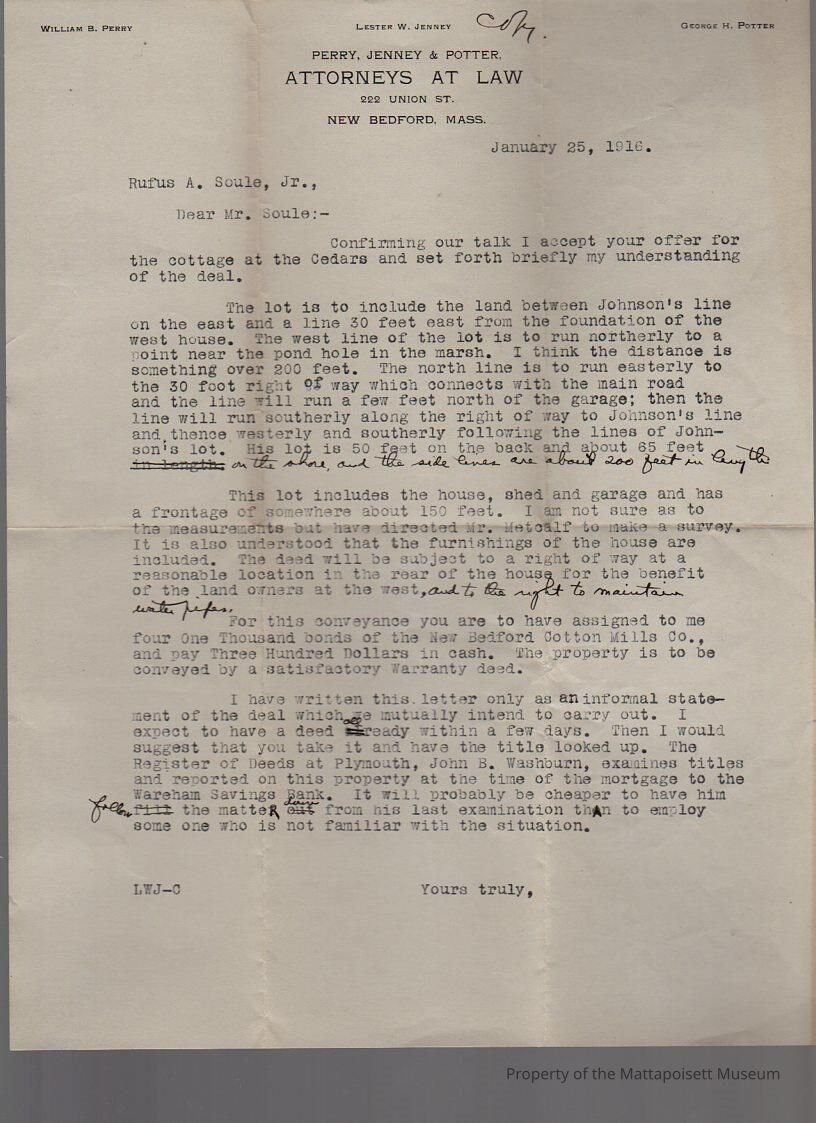 WILLIAM B. PERRY LESTER W. JENNEY GEORGE H. POTTER
Copy.
PERRY, JENNEY & POTTER,
ATTORNEYS AT LAW
222 UNION ST.
NEW BEDFORD, MASS.
January 25, 1916.
Rufus A. Soule, Jr.,
Dear Mr. Soule:-
Confirming our talk I accept your offer for
the cottage at the Cedars and set forth briefly my understanding
of the deal.
The lot is to include the land between Johnson's line
on the east and a line 30 feet east from the foundation of the
west house. The west line of the lot is to run northerly to a
point near the pond hole in the marsh. I think the distance is
something over 200 feet. The north line is to run easterly to
the 30 foot right of way which connects with the main road
and the line will run a few feet north of the garage; then the
line will run southerly along the right of way to Johnson's line
and thence westerly and southerly following the lines of John-
son's lot. His lot is 50 feet on the back and about 65 feet
in length. on the shore, and the side lines are about 200 feet in length
This lot includes the house, shed and garage and has
a frontage of somewhere about 150 feet. I am not sure as to
the measurements but have directed Mr. Metcalf to make a survey.
It is also understood that the furnishings of the house are
included. The deed will be subject to a right of way at a
reasonable location in the rear of the house for the benefit
of the land owners at the west, and to the right to maintain
water pipes.
For this conveyance you are to have assigned to me
four One Thousand bonds of the New Bedford Cotton Mills Co.,
and pay Three Hundred Dollars in cash. The property is to be
conveyed by a satisfactory Warranty deed.
I have written this letter only as an informal state-
ment of the deal which we mutually intend to carry out. I
expect to have a deed already within a few days. Then I would
suggest that you take it and have the title looked up. The
Register of Deeds at Plymouth, John B. Washburn, examines titles
and reported on this property at the time of the mortgage to the
Wareham Savings Bank. It will probably be cheaper to have him
follow the matter down out from his last examination than to employ
some one who is not familiar with the situation.
LWJ-C Yours truly,
Property of the Mattapoisett Museum